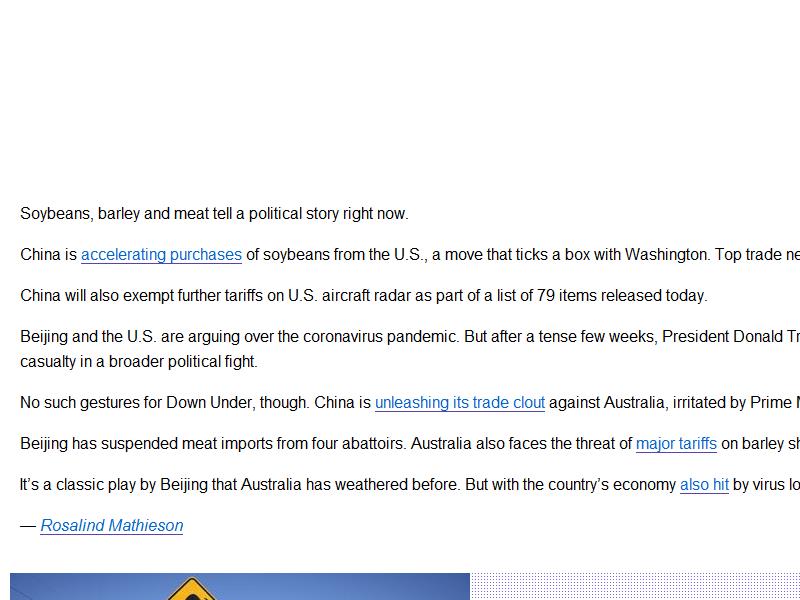 Soybeans, barley and meat tell a political story right now.
China is accelerating purchases of soybeans from the U.S., a move that ticks a box with Washington. Top trade
China will also exempt further tariffs on U.S. aircraft radar as part of a list of 79 items released today.
Beijing and the U.S. are arguing over the coronavirus pandemic. But after a tense few weeks, President Donald
casualty in a broader political fight.
No such gestures for Down Under, though. China is unleashing its trade clout against Australia, irritated by Prime
Beijing has suspended meat imports from four abattoirs. Australia also faces the threat of major tariffs on barley
It’s a classic play by Beijing that Australia has weathered before. But with the country’s economy also hit by virus
— Rosalind Mathieson